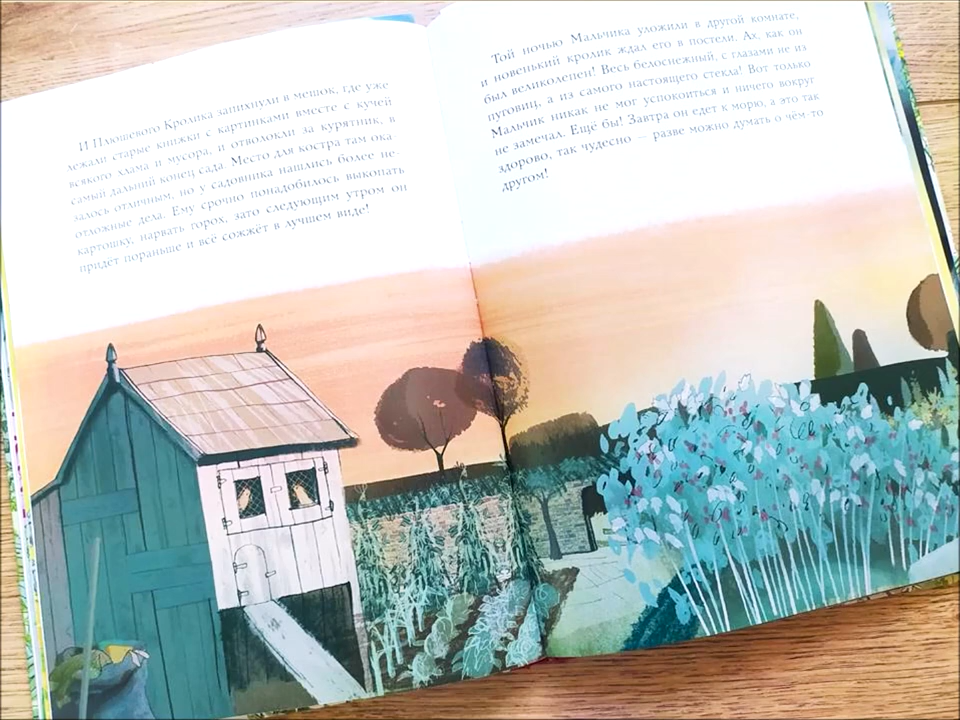 И Плюшевого Кролика запихнули в мешок, где уже
лежали старые книжки с картинками вместе с кучей
всякого хлама и мусора, и отволокли за курятник, в
самый дальний конец сада. Место для костра там ока-
залось отличным, но у садовника нашлись более не-
отложные дела. Ему срочно понадобилось выкопать
картошку, нарвать горох, зато следующим утром он
придёт пораньше и всё сожжёт в лучшем виде!
Той ночью Мальчика уложили в другой комнате,
и новенький кролик ждал его в постели. Ах, как он
был великолепен! Весь белоснежный, с глазами не из
пуговиц, а из самого настоящего стекла! Вот только
Мальчик никак не мог успокоиться и ничего вокруг
не замечал. Ещё бы! Завтра он едет к морю, а это так
здорово, так чудесно — разве можно думать о чём-то
другом!